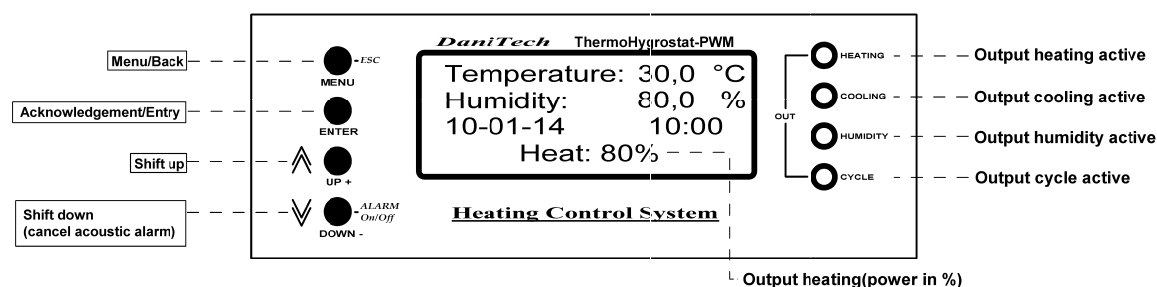 DaniTech ThermoHygrostat-PWM
Menu/Back
ESC
MENU
Acknowledgement/Entry
ENTER
Shift up
UP +
Shift down
(cancel acoustic alarm)
ALARM
On/Off
DOWN -
Temperature: 30,0 °C
Humidity: 80,0 %
10-01-14 10:00
Heat: 80%
Heating Control System
OUT
HEATING
Output heating active
COOLING
Output cooling active
HUMIDITY
Output humidity active
CYCLE
Output cycle active
Output heating(power in %)